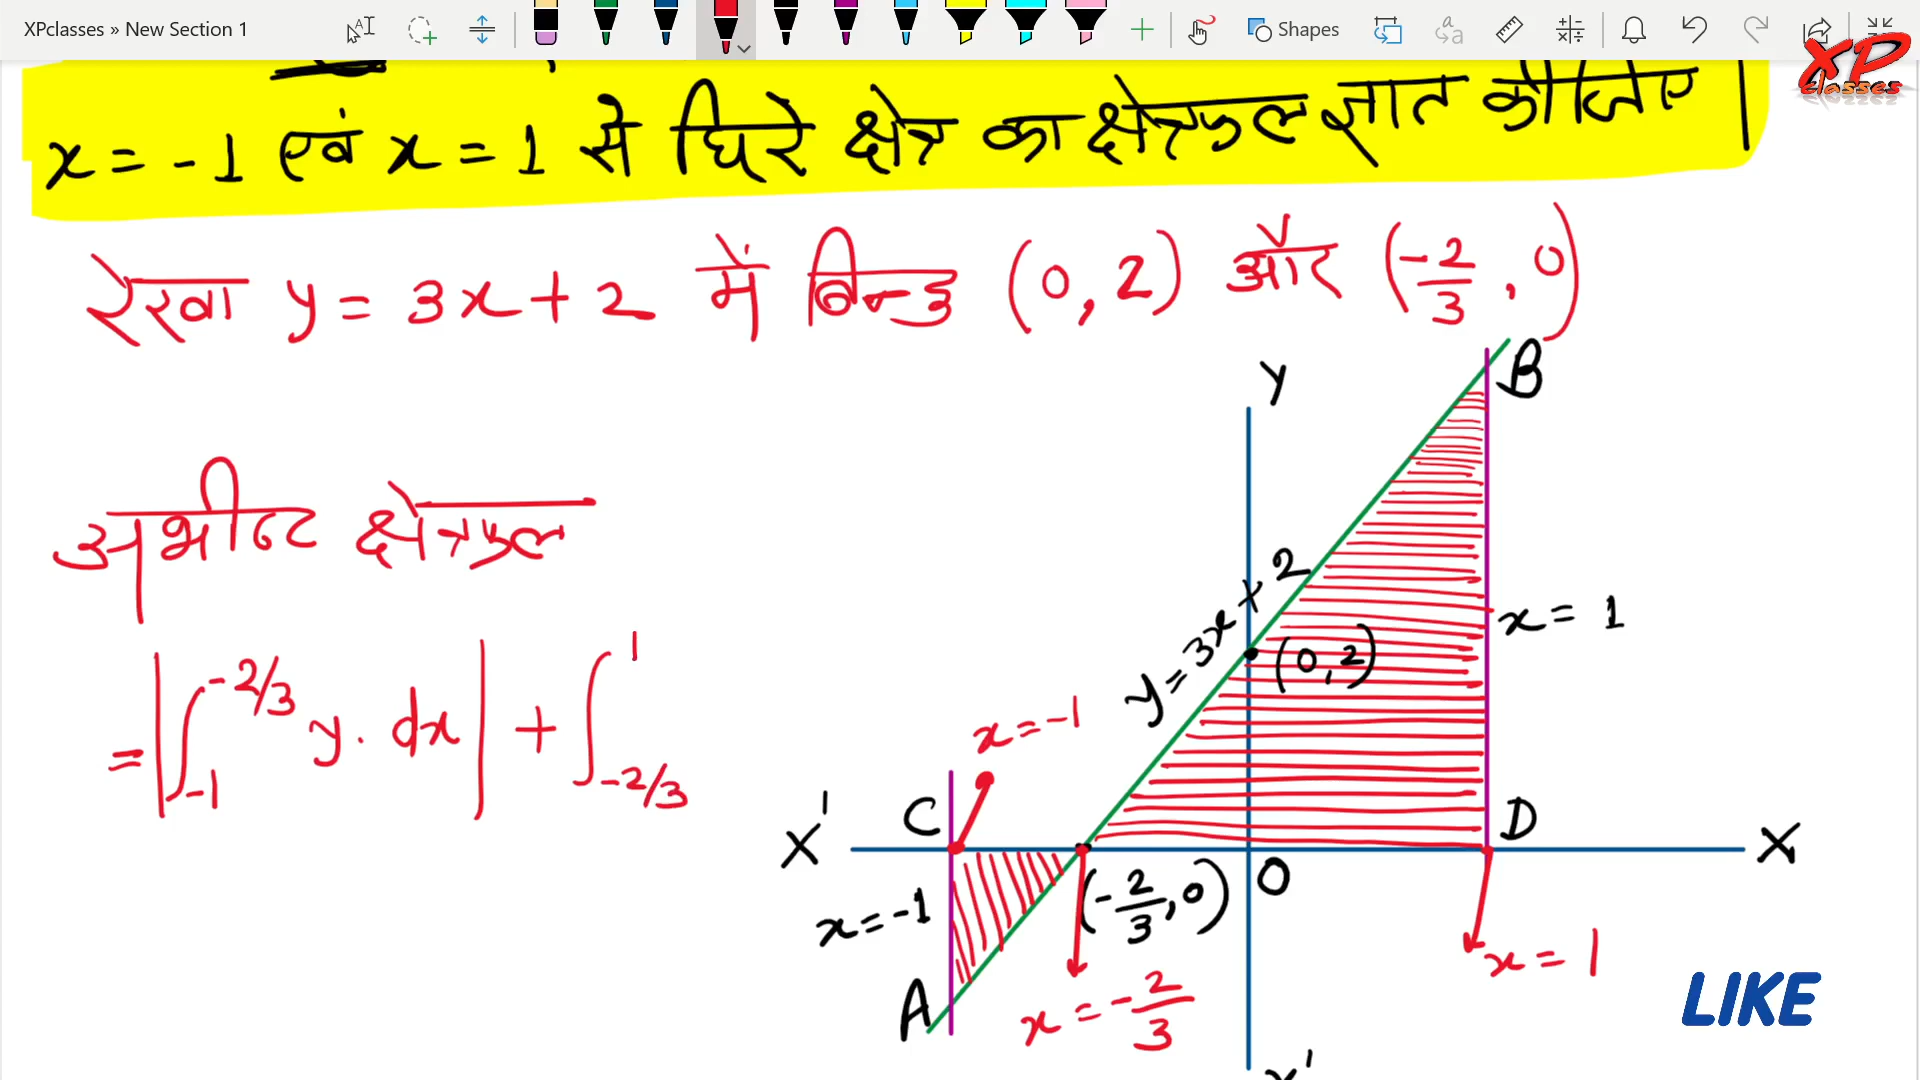 XPclasses » New Section 1
Shapes
XP
classes
x = -1 एवं x = 1 से घिरे क्षेत्र का क्षेत्रफल ज्ञात कीजिए।
रेखा y = 3x + 2 में बिन्दु (0, 2) और (-2/3, 0)
अभीष्ट क्षेत्रफल
= |∫_{-1}^{-2/3} y. dx| + ∫_{-2/3}^{1}
Y
B
y = 3x + 2
(0, 2)
x = 1
x = -1
C
D
X'
X
x = -1
(-2/3, 0)
O
A
x = -2/3
x = 1
LIKE